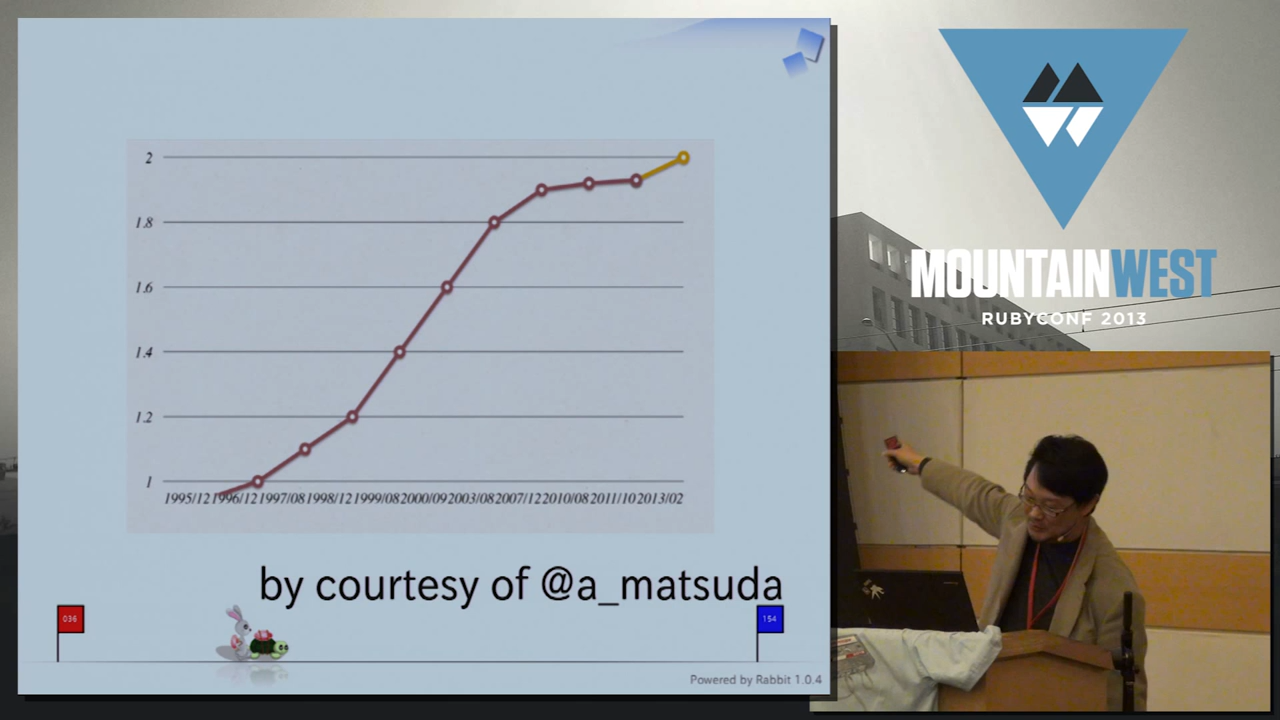 2
1.8
1.6
1.4
1.2
1
1995/12 1996/12 1997/08 1998/12 1999/08 2000/09 2003/08 2007/12 2010/08 2011/10 2013/02
by courtesy of @a_matsuda
036
154
Powered by Rabbit 1.0.4
MOUNTAINWEST
RUBYCONF 2013